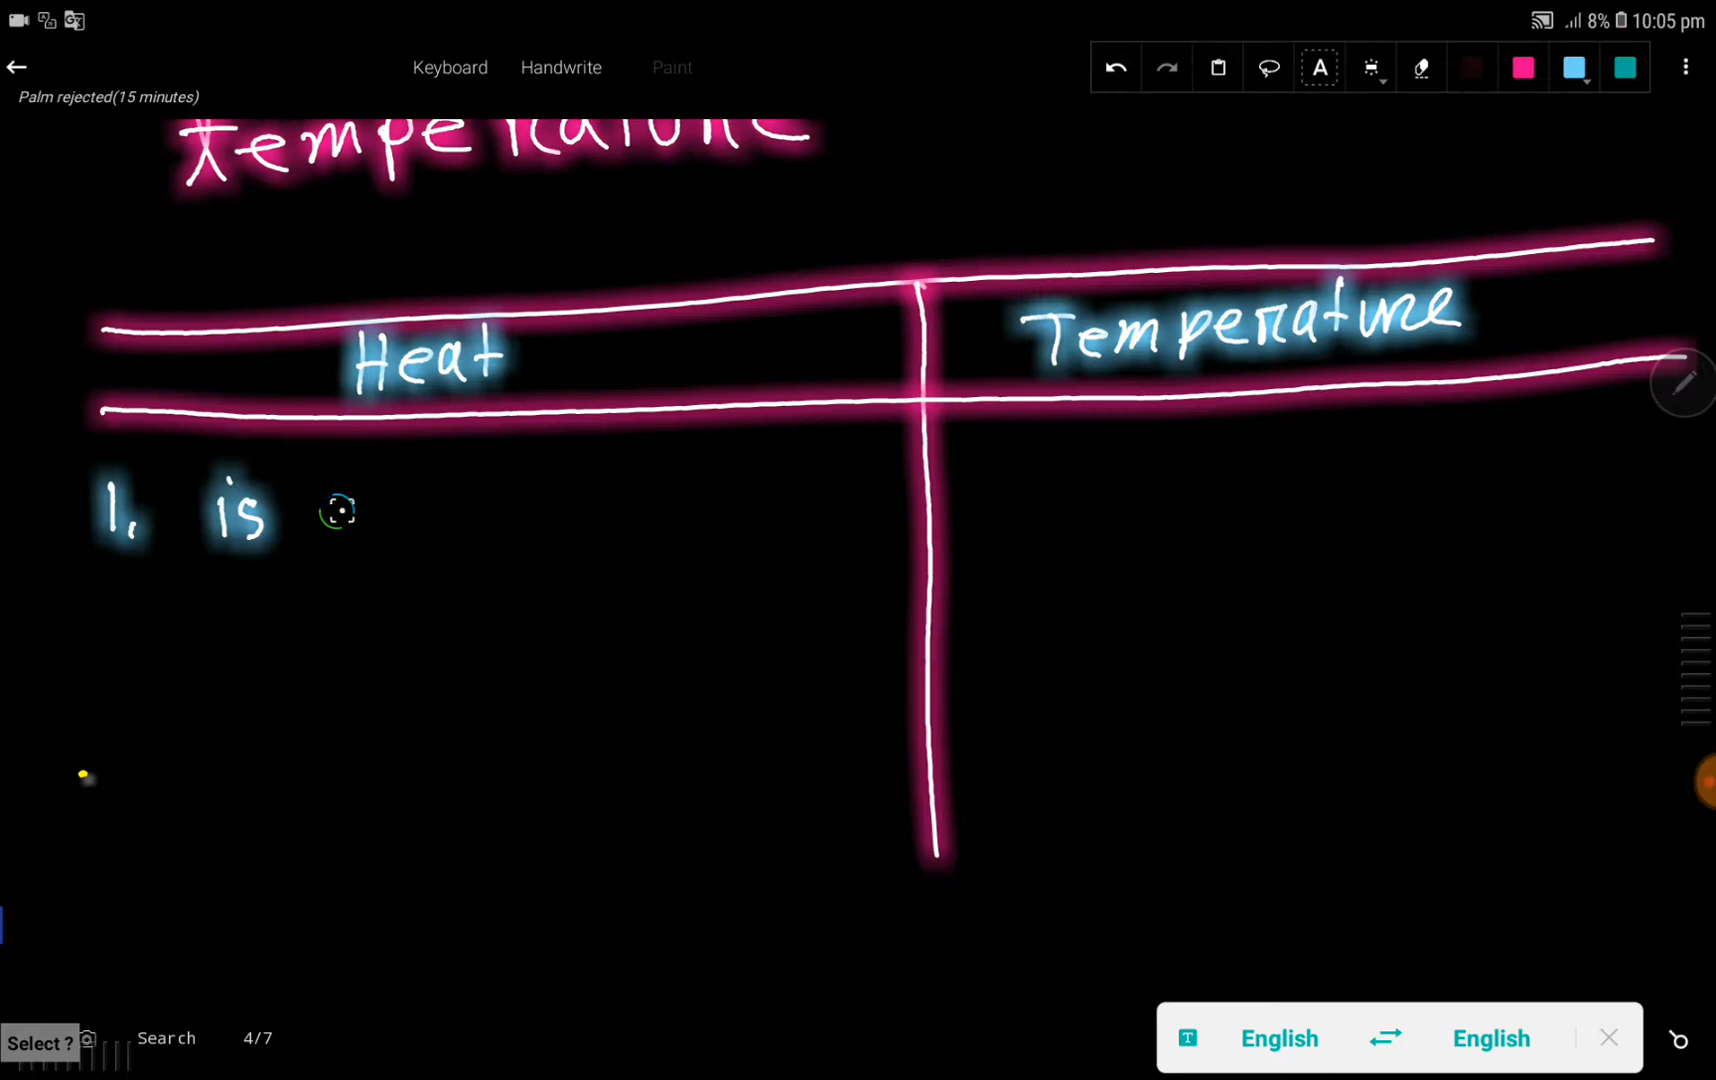 8% 10:05 pm
Keyboard Handwrite Paint A
Palm rejected(15 minutes)
Temperature
Heat Temperature
1. is
Select ? Search 4/7
T English English